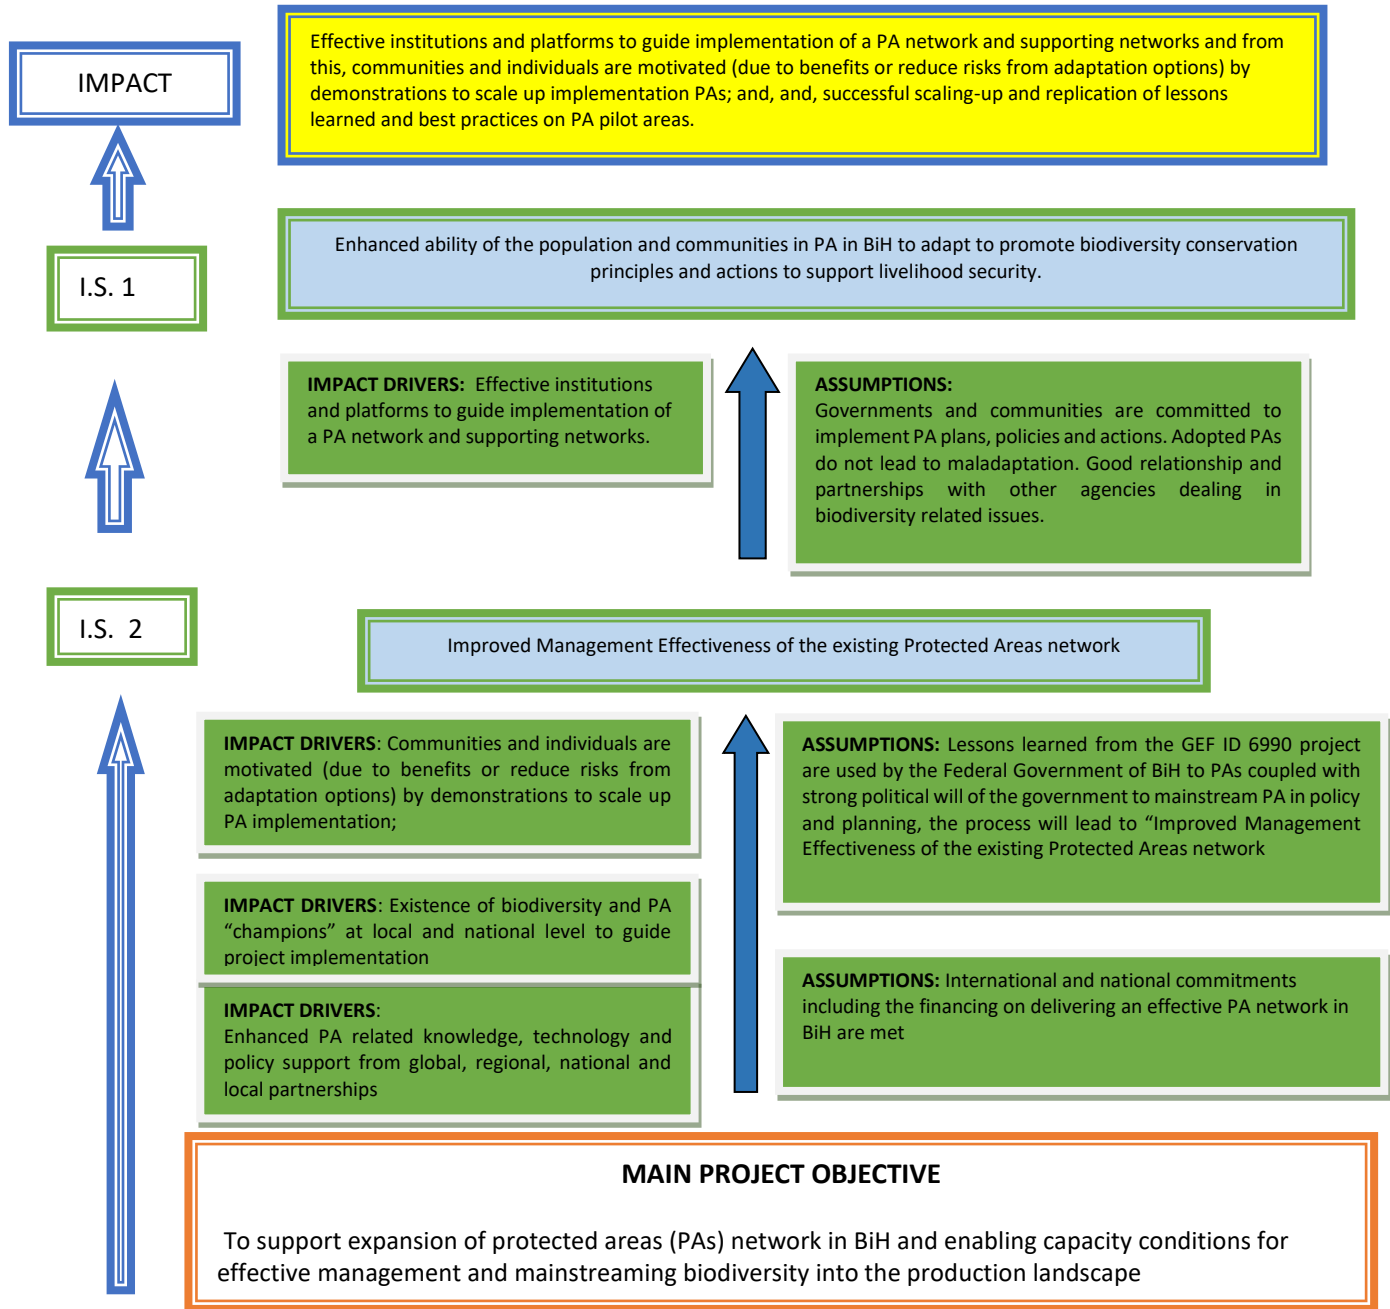 IMPACT
Effective institutions and platforms to guide implementation of a PA network and supporting networks and from
this, communities and individuals are motivated (due to benefits or reduce risks from adaptation options) by
demonstrations to scale up implementation PAs; and, and, successful scaling-up and replication of lessons
learned and best practices on PA pilot areas.
I.S. 1
Enhanced ability of the population and communities in PA in BiH to adapt to promote biodiversity conservation
principles and actions to support livelihood security.
IMPACT DRIVERS: Effective institutions
and platforms to guide implementation of
a PA network and supporting networks.
ASSUMPTIONS:
Governments and communities are committed to
implement PA plans, policies and actions. Adopted PAs
do not lead to maladaptation. Good relationship and
partnerships with other agencies dealing in
biodiversity related issues.
I.S. 2
Improved Management Effectiveness of the existing Protected Areas network
IMPACT DRIVERS: Communities and individuals are
motivated (due to benefits or reduce risks from
adaptation options) by demonstrations to scale up
PA implementation;
ASSUMPTIONS: Lessons learned from the GEF ID 6990 project
are used by the Federal Government of BiH to PAs coupled with
strong political will of the government to mainstream PA in policy
and planning, the process will lead to “Improved Management
Effectiveness of the existing Protected Areas network
IMPACT DRIVERS: Existence of biodiversity and PA
“champions” at local and national level to guide
project implementation
IMPACT DRIVERS:
Enhanced PA related knowledge, technology and
policy support from global, regional, national and
local partnerships
ASSUMPTIONS: International and national commitments
including the financing on delivering an effective PA network in
BiH are met
MAIN PROJECT OBJECTIVE
To support expansion of protected areas (PAs) network in BiH and enabling capacity conditions for
effective management and mainstreaming biodiversity into the production landscape